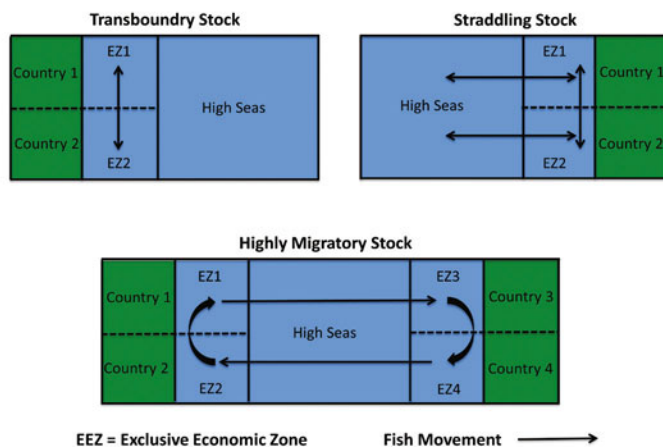 Transboundry Stock
EZ1
Country 1
High Seas
Country 2
EZ2
Straddling Stock
EZ1
Country 1
High Seas
Country 2
EZ2
Highly Migratory Stock
EZ1
EZ3
Country 1
Country 3
High Seas
Country 2
Country 4
EZ2
EZ4
EEZ = Exclusive Economic Zone
Fish Movement